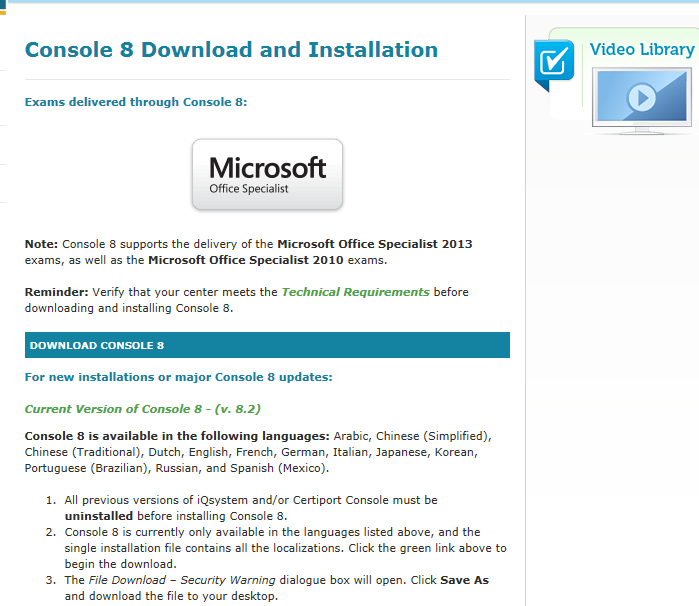 Console 8 Download and Installation
Video Library
Exams delivered through Console 8:
Microsoft
Office Specialist
Note: Console 8 supports the delivery of the Microsoft Office Specialist 2013
exams, as well as the Microsoft Office Specialist 2010 exams.
Reminder: Verify that your center meets the Technical Requirements before
downloading and installing Console 8.
DOWNLOAD CONSOLE 8
For new installations or major Console 8 updates:
Current Version of Console 8 - (v. 8.2)
Console 8 is available in the following languages: Arabic, Chinese (Simplified),
Chinese (Traditional), Dutch, English, French, German, Italian, Japanese, Korean,
Portuguese (Brazilian), Russian, and Spanish (Mexico).
1. All previous versions of iQsystem and/or Certiport Console must be
uninstalled before installing Console 8.
2. Console 8 is currently only available in the languages listed above, and the
single installation file contains all the localizations. Click the green link above to
begin the download.
3. The File Download – Security Warning dialogue box will open. Click Save As
and download the file to your desktop.